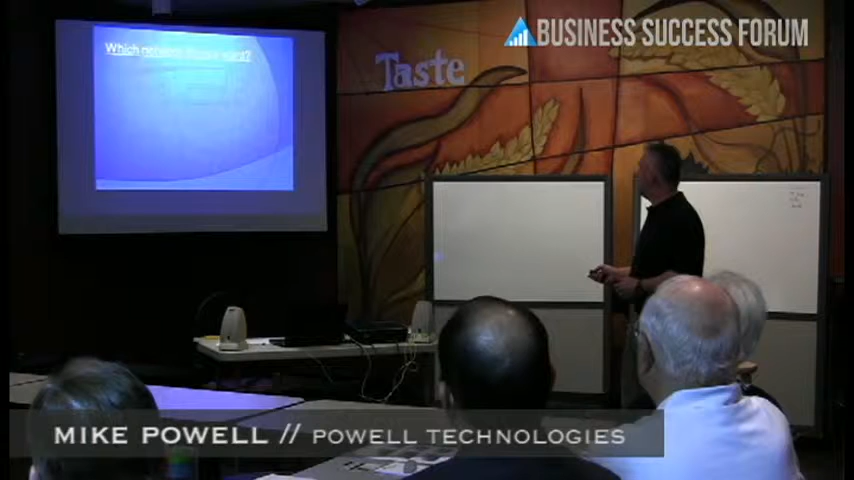 BUSINESS SUCCESS FORUM
Which
Taste
MIKE POWELL // POWELL TECHNOLOGIES